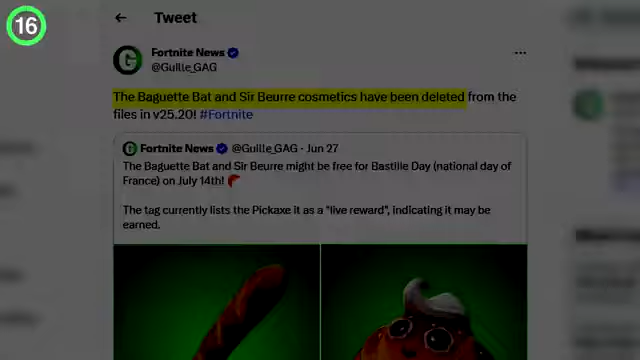 16
Tweet
Fortnite News
@Guille_GAG
The Baguette Bat and Sir Beurre cosmetics have been deleted from the
files in v25.20! #Fortnite
Fortnite News @Guille_GAG · Jun 27
The Baguette Bat and Sir Beurre might be free for Bastille Day (national day of
France) on July 14th!
The tag currently lists the Pickaxe it as a "live reward", indicating it may be
earned.